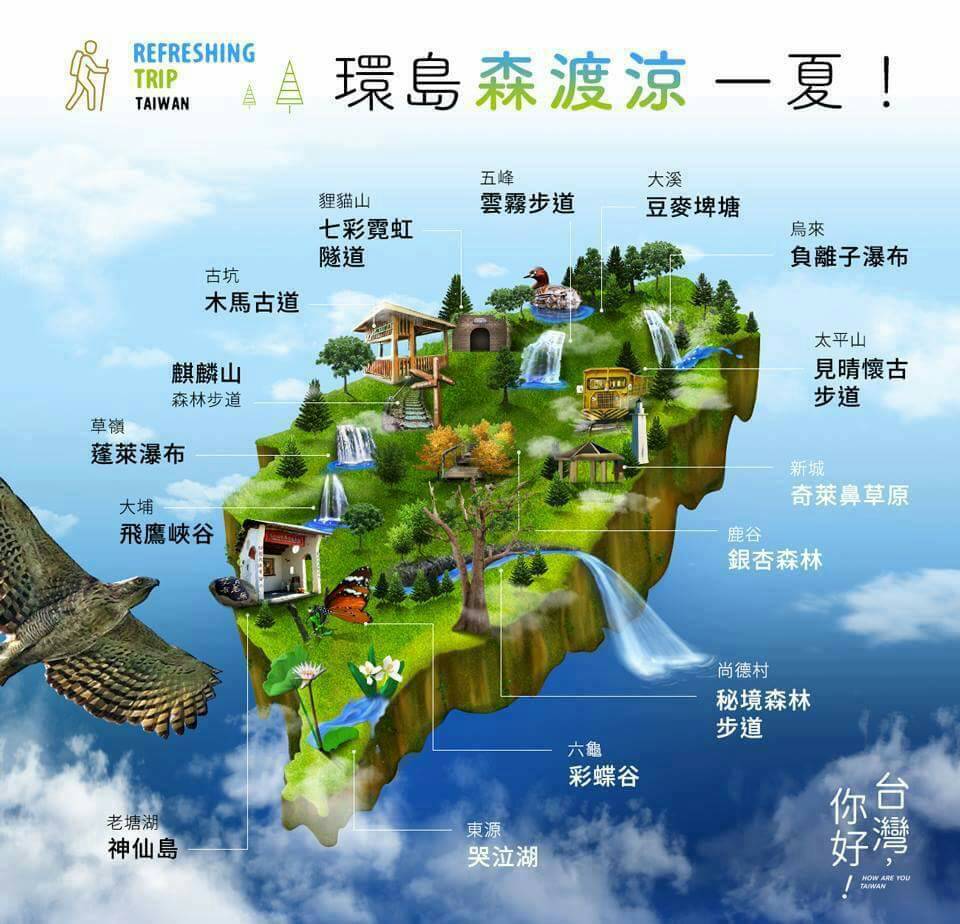 REFRESHING
TRIP
TAIWAN
環島森渡涼一夏!
五峰
雲霧步道
大溪
豆麥埤塘
貍貓山
七彩霓虹
隧道
烏來
負離子瀑布
古坑
木馬古道
太平山
見晴懷古
步道
麒麟山
森林步道
草嶺
蓬萊瀑布
新城
奇萊鼻草原
大埔
飛鷹峽谷
鹿谷
銀杏森林
尚德村
秘境森林
步道
六龜
彩蝶谷
老塘湖
神仙島
東源
哭泣湖
台灣,
你好!
HOW ARE YOU
TAIWAN